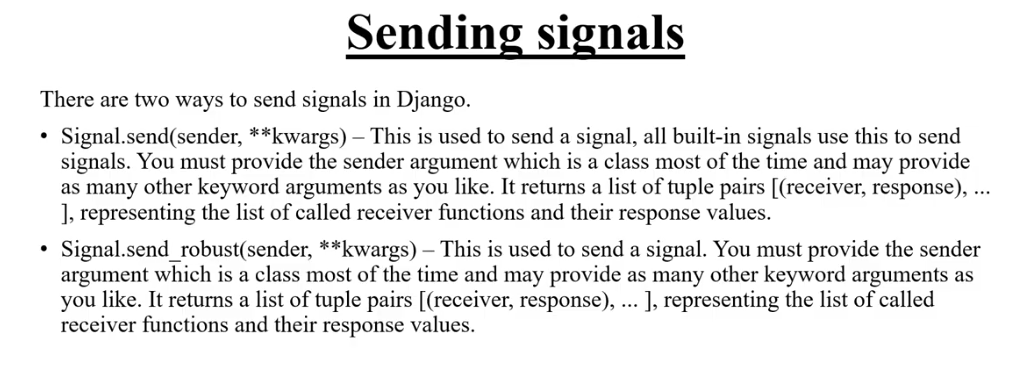 Sending signals
There are two ways to send signals in Django.
• Signal.send(sender, **kwargs) – This is used to send a signal, all built-in signals use this to send
signals. You must provide the sender argument which is a class most of the time and may provide
as many other keyword arguments as you like. It returns a list of tuple pairs [(receiver, response), ...
], representing the list of called receiver functions and their response values.
• Signal.send_robust(sender, **kwargs) – This is used to send a signal. You must provide the sender
argument which is a class most of the time and may provide as many other keyword arguments as
you like. It returns a list of tuple pairs [(receiver, response), ... ], representing the list of called
receiver functions and their response values.